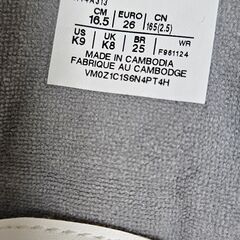 CM 16.5 EURO 26 CN 165(2.5)
US K9 UK K8 BR 25 WR
F951124
MADE IN CAMBODIA
FABRIQUE AU CAMBODGE
VM0Z1C1S6N4PT4H